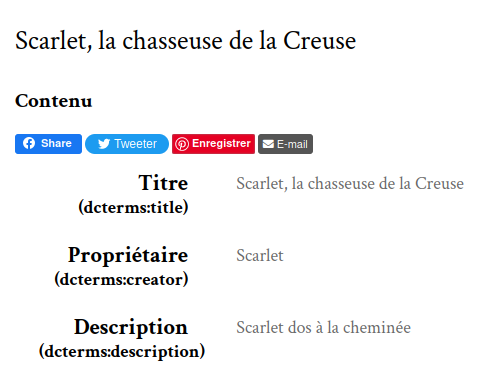 Scarlet, la chasseuse de la Creuse
Contenu
Share Tweeter Enregistrer E-mail
Titre Scarlet, la chasseuse de la Creuse
(dcterms:title)
Propriétaire Scarlet
(dcterms:creator)
Description Scarlet dos à la cheminée
(dcterms:description)